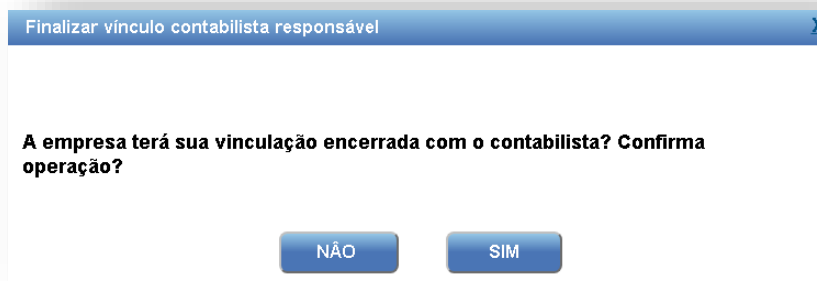 Finalizar vínculo contabilista responsável
X
A empresa terá sua vinculação encerrada com o contabilista? Confirma
operação?
NÃO SIM